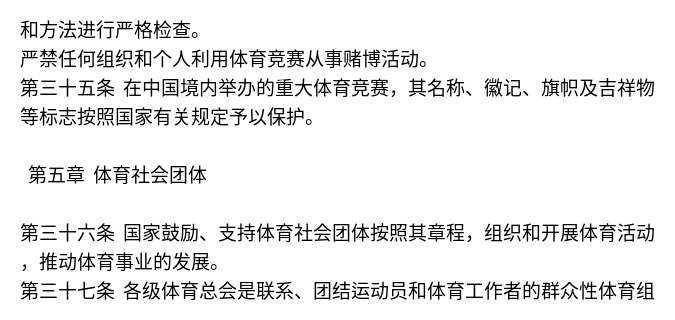 和方法进行严格检查。
严禁任何组织和个人利用体育竞赛从事赌博活动。
第三十五条 在中国境内举办的重大体育竞赛，其名称、徽记、旗帜及吉祥物
等标志按照国家有关规定予以保护。
第五章 体育社会团体
第三十六条 国家鼓励、支持体育社会团体按照其章程，组织和开展体育活动
，推动体育事业的发展。
第三十七条 各级体育总会是联系、团结运动员和体育工作者的群众性体育组